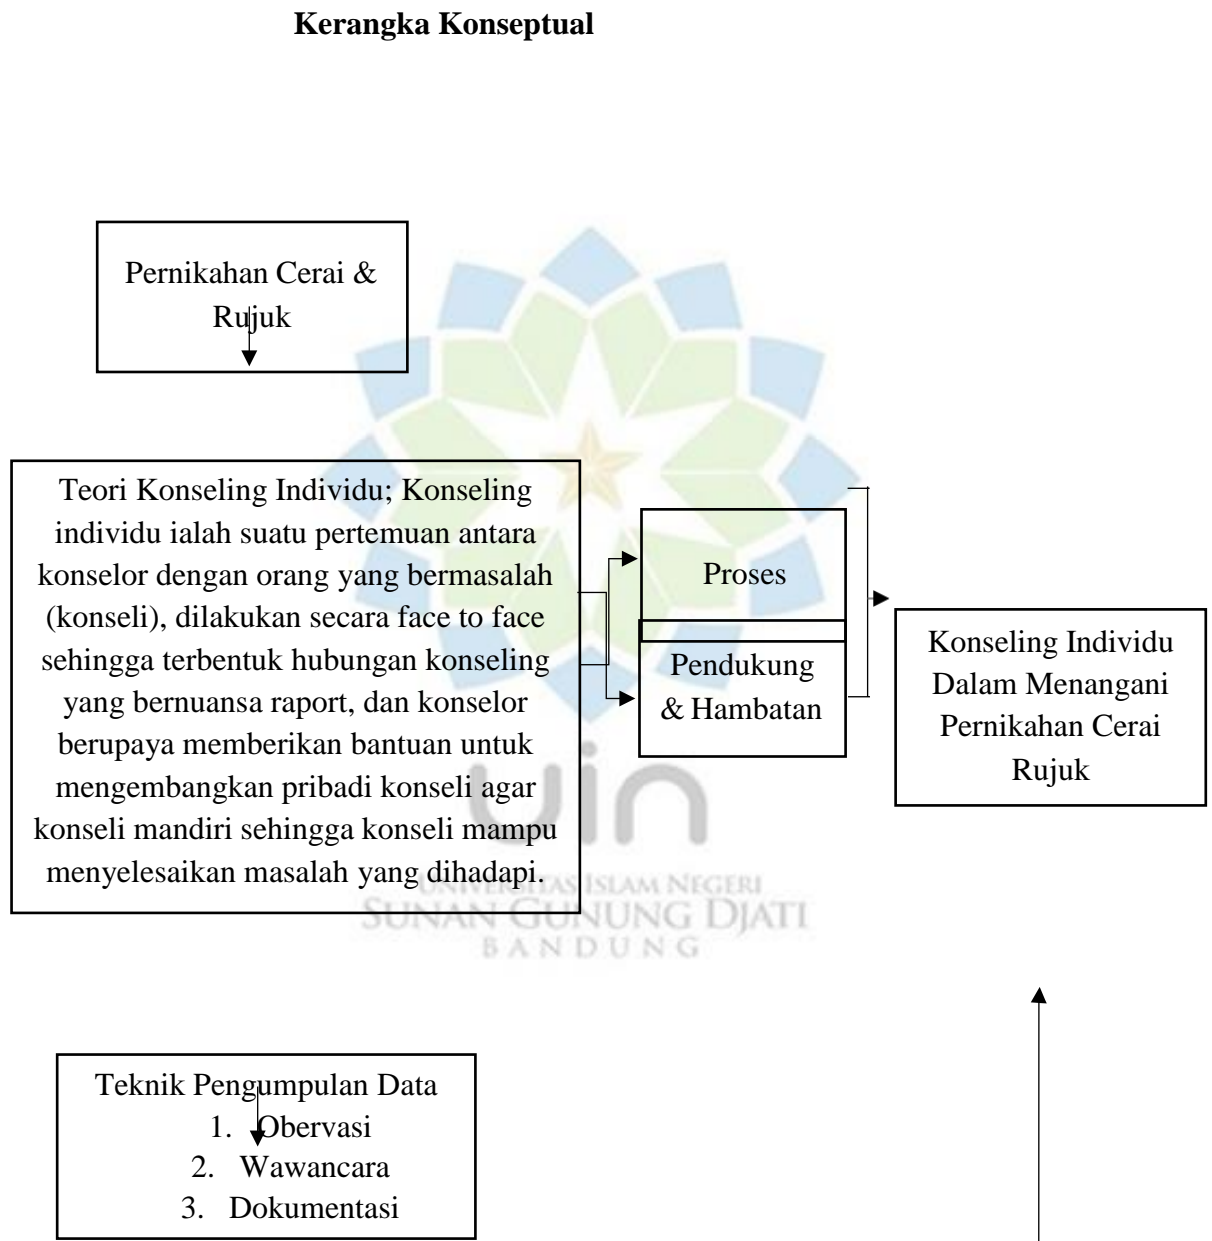 Kerangka Konseptual
Pernikahan Cerai &
Rujuk
Teori Konseling Individu; Konseling
individu ialah suatu pertemuan antara
konselor dengan orang yang bermasalah
(konseli), dilakukan secara face to face
sehingga terbentuk hubungan konseling
yang bernuansa raport, dan konselor
berupaya memberikan bantuan untuk
mengembangkan pribadi konseli agar
konseli mandiri sehingga konseli mampu
menyelesaikan masalah yang dihadapi.
Proses
Pendukung
& Hambatan
Konseling Individu
Dalam Menangani
Pernikahan Cerai
Rujuk
uin
UNIVERSITAS ISLAM NEGERI
SUNAN GUNUNG DJATI
BANDUNG
Teknik Pengumpulan Data
1. Obervasi
2. Wawancara
3. Dokumentasi